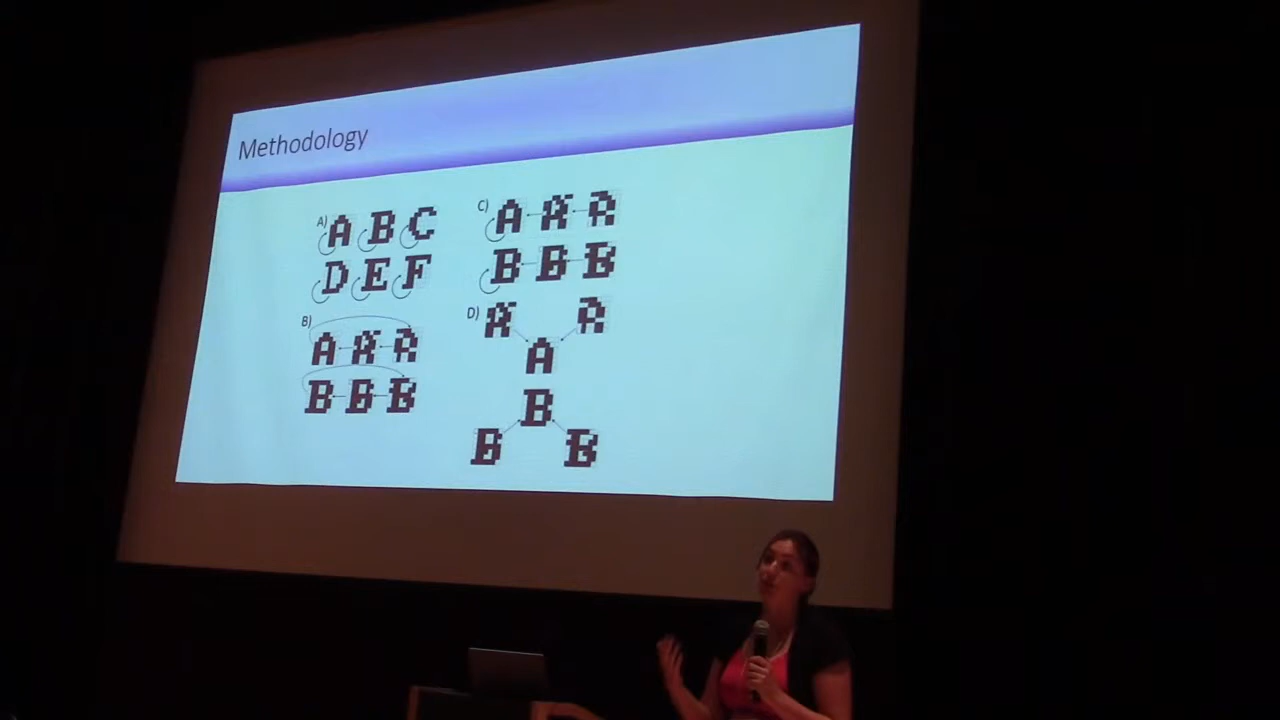 Methodology
A) A B C
D E F
B) A A R
B B B
C) A A R
B B B
D) A R
A
B
B B